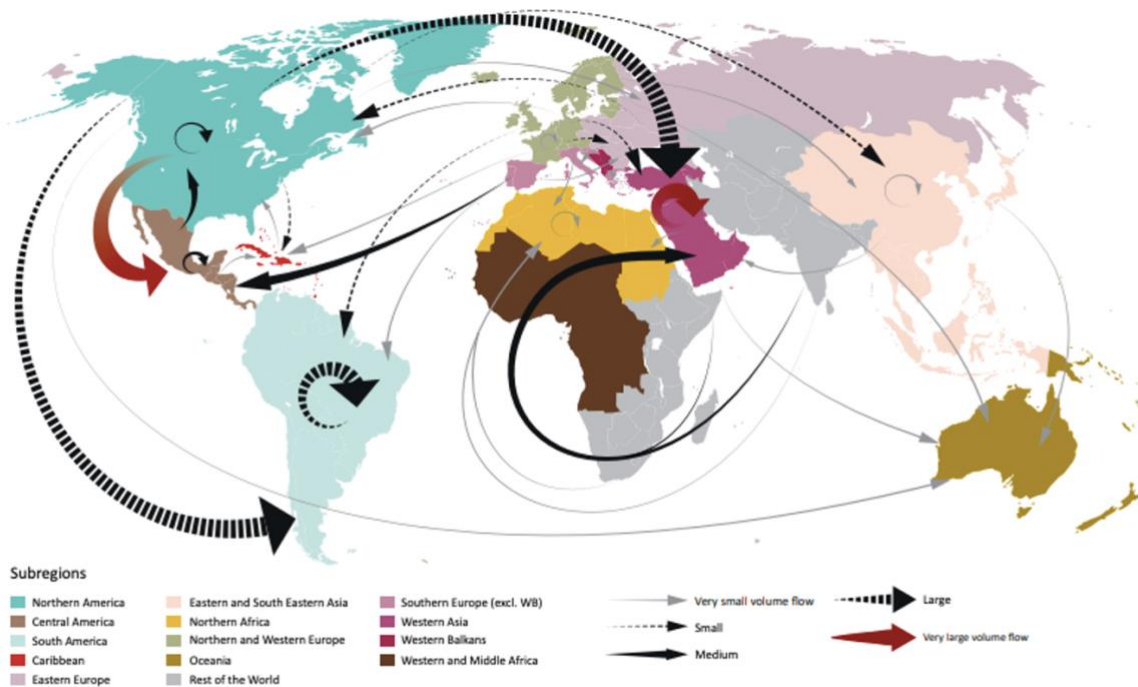 Subregions
Northern America
Central America
South America
Caribbean
Eastern Europe
Eastern and South Eastern Asia
Northern Africa
Northern and Western Europe
Oceania
Rest of the World
Southern Europe (excl. WB)
Western Asia
Western Balkans
Western and Middle Africa
Very small volume flow
Small
Medium
Large
Very large volume flow